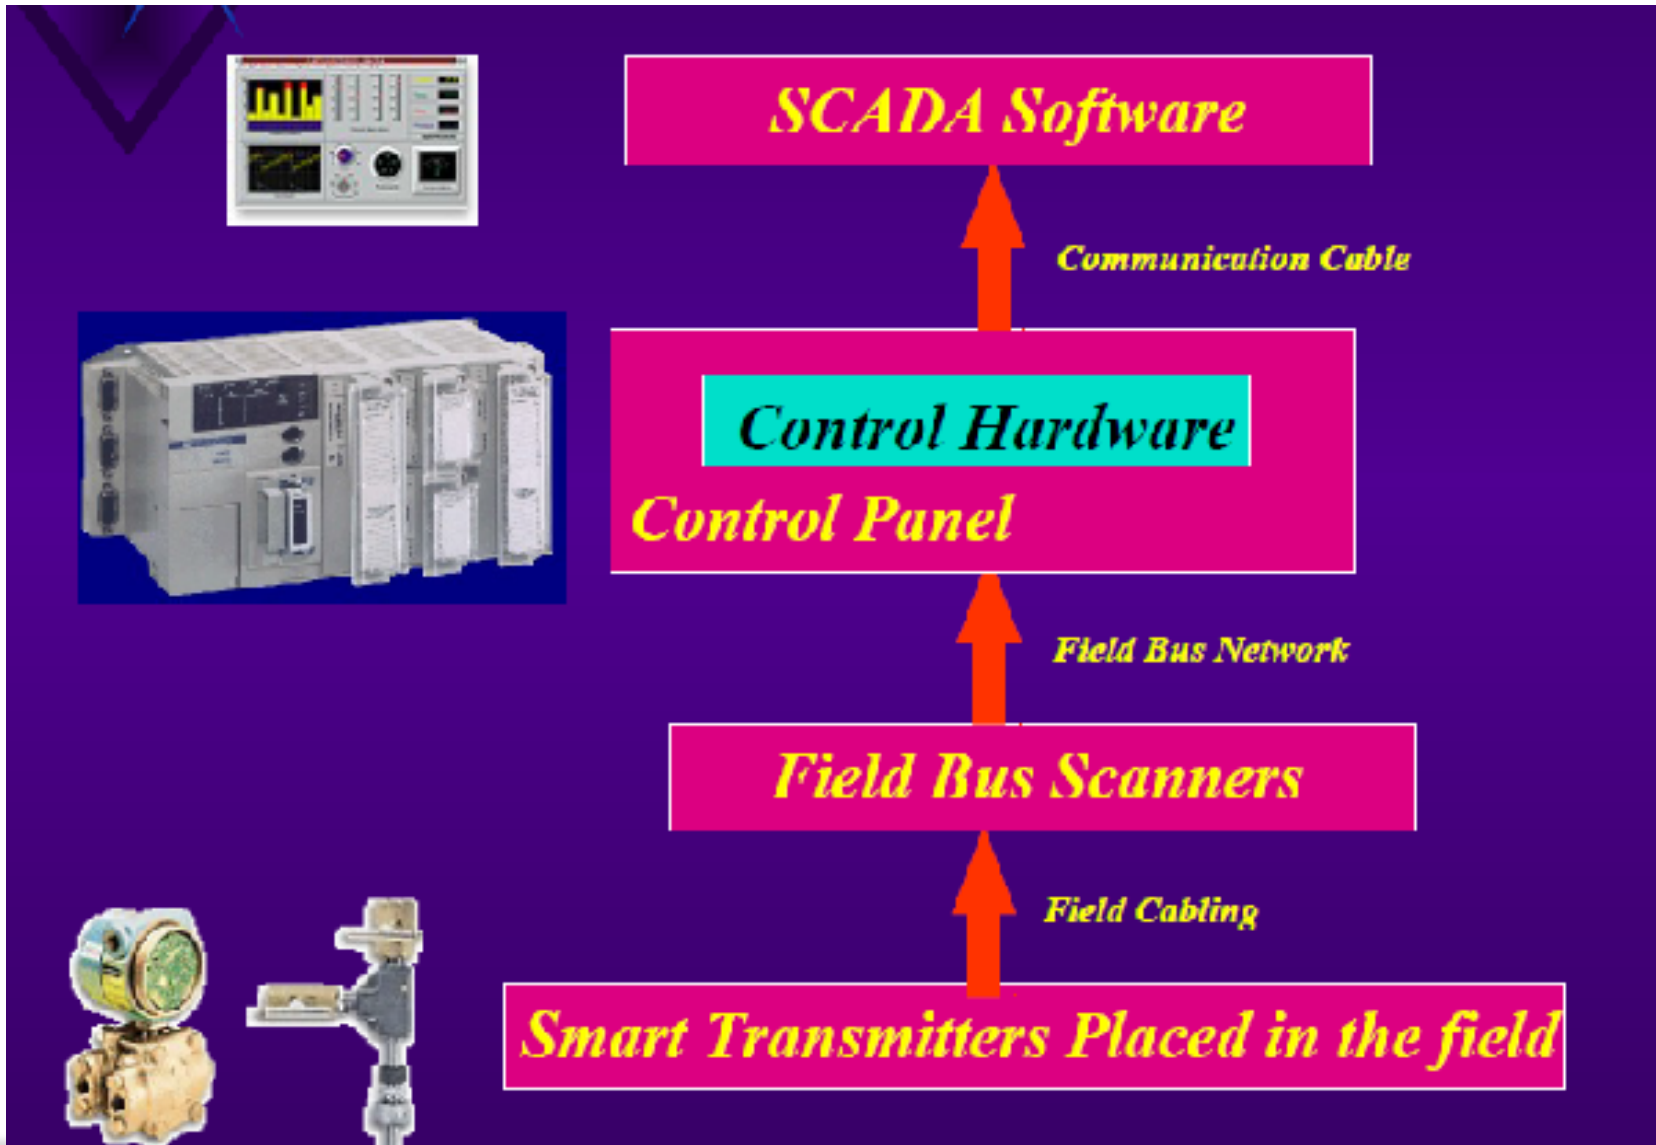 SCADA Software
Communication Cable
Control Hardware
Control Panel
Field Bus Network
Field Bus Scanners
Field Cabling
Smart Transmitters Placed in the field